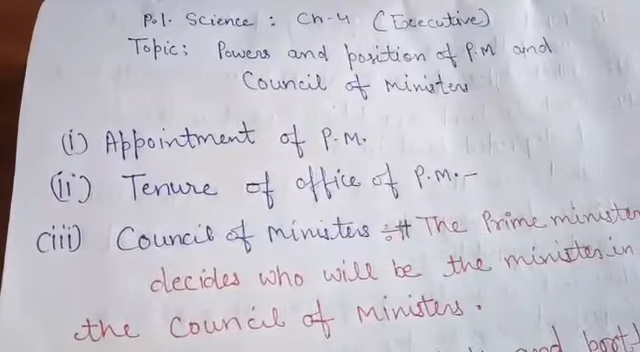 Pol. Science : Ch-4 (Executive)
Topic: Powers and position of P.M and
Council of ministers
(i) Appointment of P.M.
(ii) Tenure of office of P.M.-
(iii) Council of ministers :# The Prime minister
decides who will be the minister in
the Council of Ministers.
and